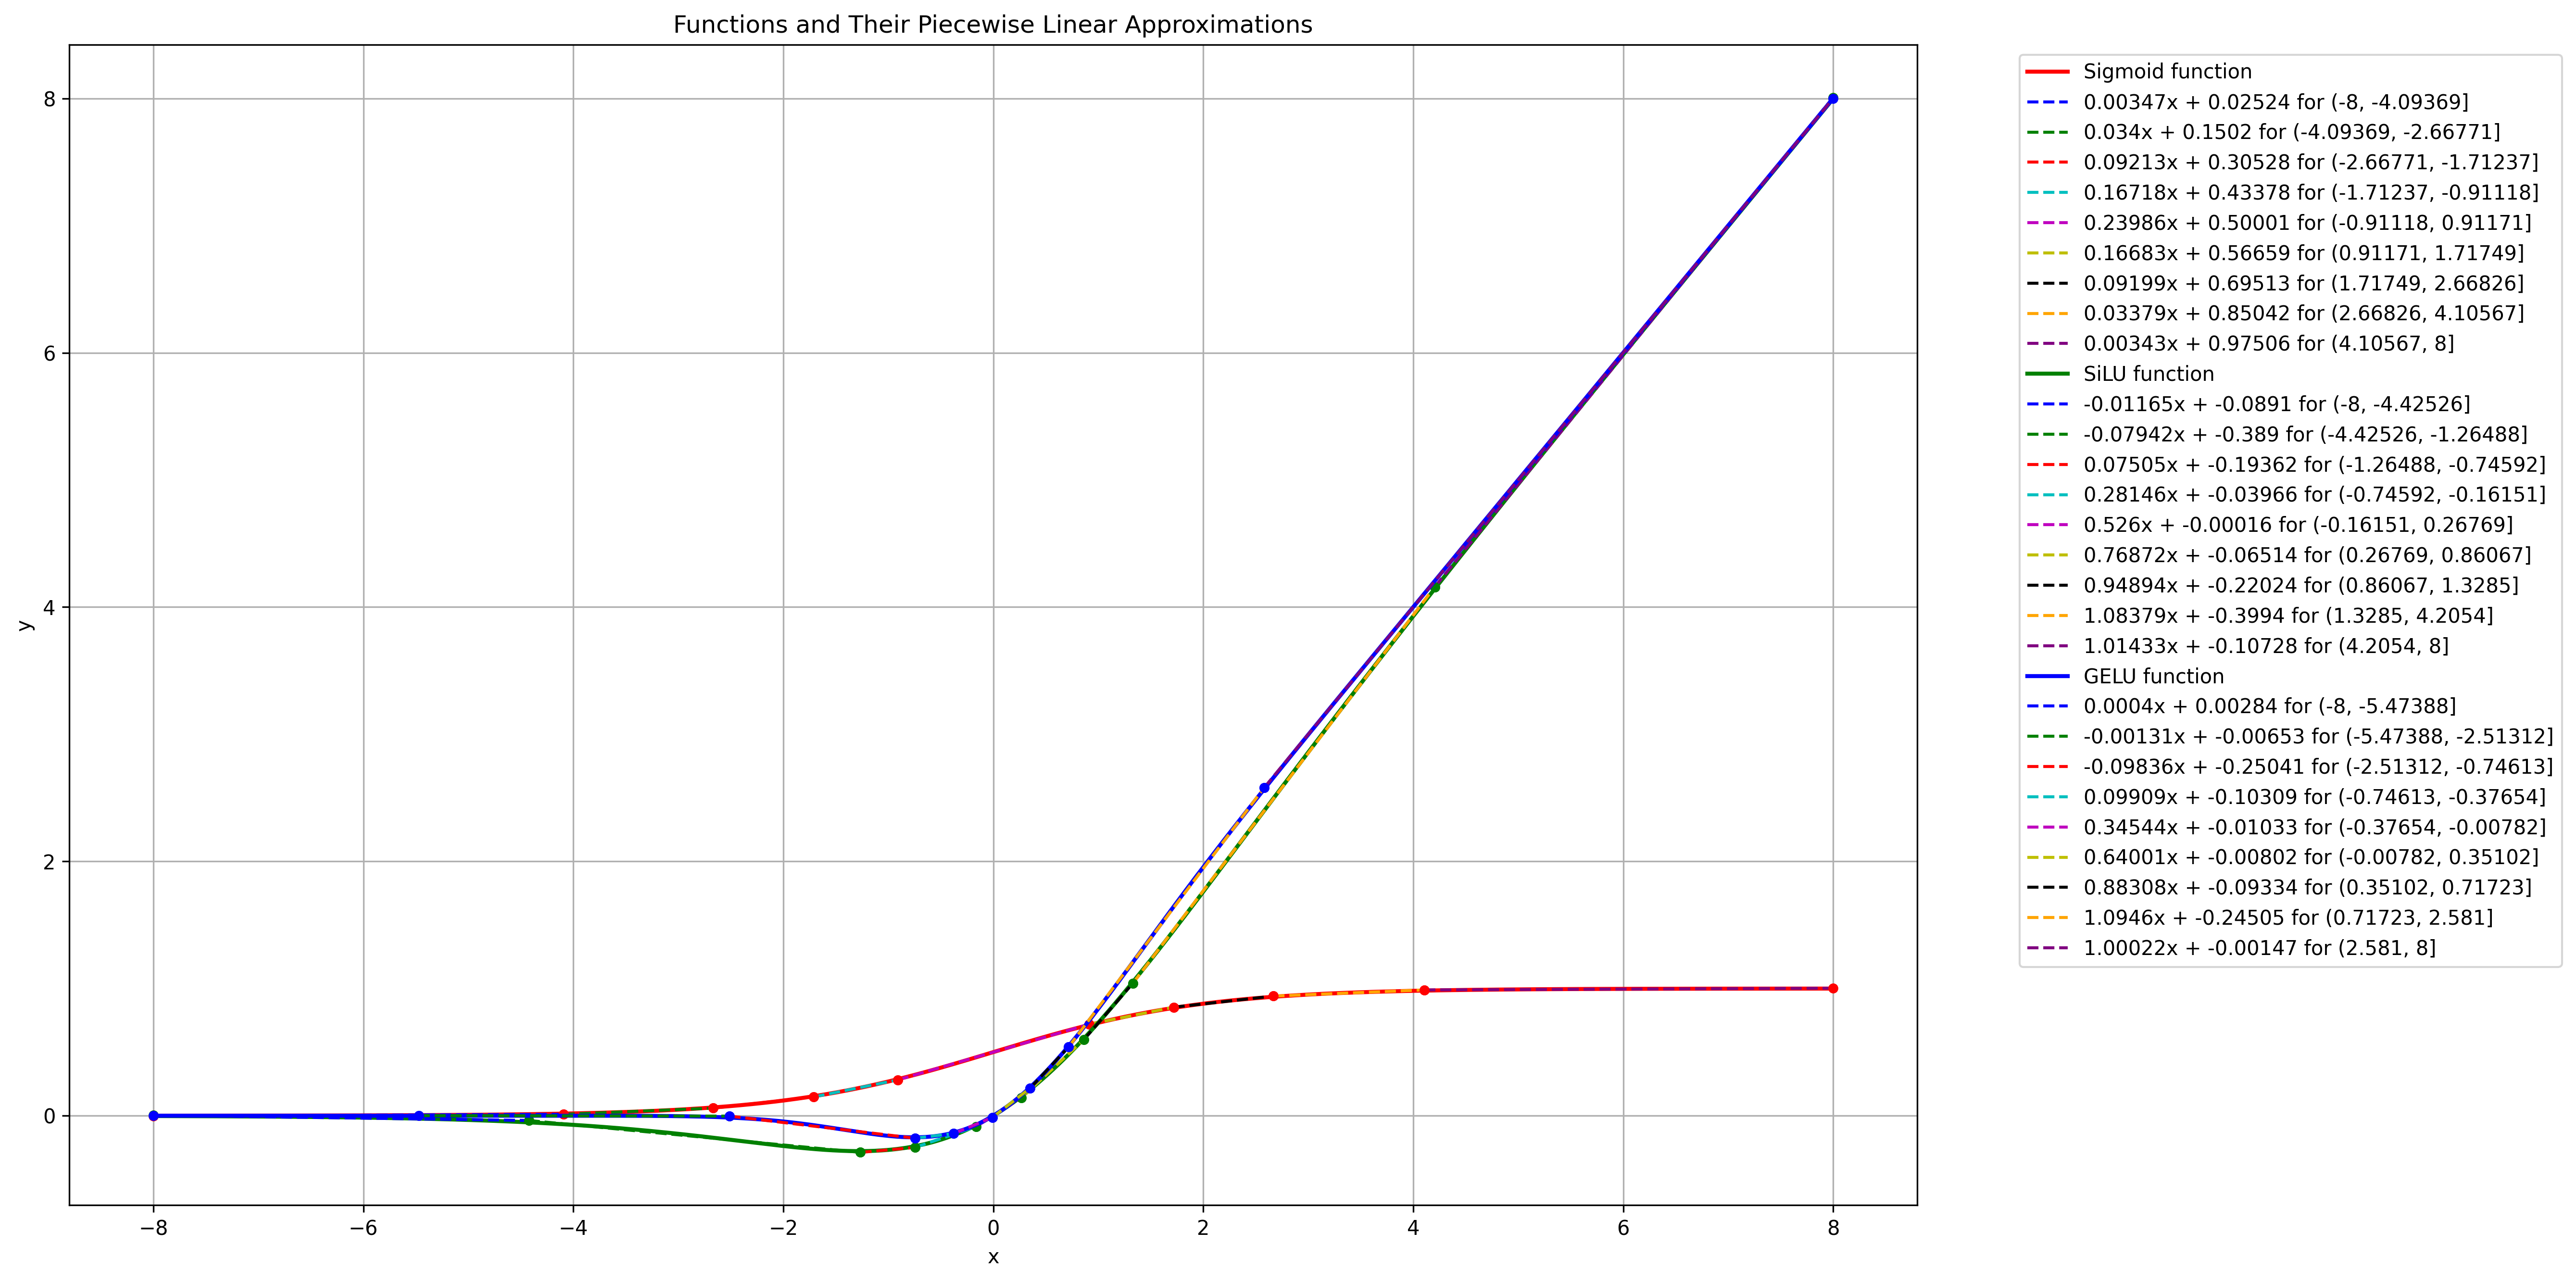 Functions and Their Piecewise Linear Approximations
8
6
4
2
0
y
−8 −6 −4 −2 0 2 4 6 8
x
Sigmoid function
0.00347x + 0.02524 for (-8, -4.09369]
0.034x + 0.1502 for (-4.09369, -2.66771]
0.09213x + 0.30528 for (-2.66771, -1.71237]
0.16718x + 0.43378 for (-1.71237, -0.91118]
0.23986x + 0.50001 for (-0.91118, 0.91171]
0.16683x + 0.56659 for (0.91171, 1.71749]
0.09199x + 0.69513 for (1.71749, 2.66826]
0.03379x + 0.85042 for (2.66826, 4.10567]
0.00343x + 0.97506 for (4.10567, 8]
SiLU function
-0.01165x + -0.0891 for (-8, -4.42526]
-0.07942x + -0.389 for (-4.42526, -1.26488]
0.07505x + -0.19362 for (-1.26488, -0.74592]
0.28146x + -0.03966 for (-0.74592, -0.16151]
0.526x + -0.00016 for (-0.16151, 0.26769]
0.76872x + -0.06514 for (0.26769, 0.86067]
0.94894x + -0.22024 for (0.86067, 1.3285]
1.08379x + -0.3994 for (1.3285, 4.2054]
1.01433x + -0.10728 for (4.2054, 8]
GELU function
0.0004x + 0.00284 for (-8, -5.47388]
-0.00131x + -0.00653 for (-5.47388, -2.51312]
-0.09836x + -0.25041 for (-2.51312, -0.74613]
0.09909x + -0.10309 for (-0.74613, -0.37654]
0.34544x + -0.01033 for (-0.37654, -0.00782]
0.64001x + -0.00802 for (-0.00782, 0.35102]
0.88308x + -0.09334 for (0.35102, 0.71723]
1.0946x + -0.24505 for (0.71723, 2.581]
1.00022x + -0.00147 for (2.581, 8]